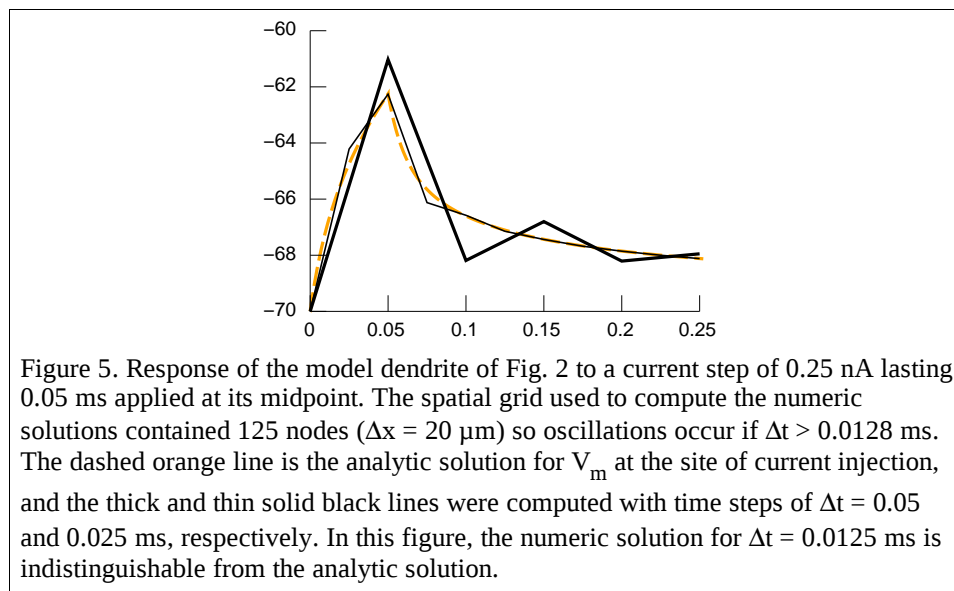 −60
−62
−64
−66
−68
−70
0 0.05 0.1 0.15 0.2 0.25
Figure 5. Response of the model dendrite of Fig. 2 to a current step of 0.25 nA lasting
0.05 ms applied at its midpoint. The spatial grid used to compute the numeric
solutions contained 125 nodes (Δx = 20 µm) so oscillations occur if Δt > 0.0128 ms.
The dashed orange line is the analytic solution for Vm at the site of current injection,
and the thick and thin solid black lines were computed with time steps of Δt = 0.05
and 0.025 ms, respectively. In this figure, the numeric solution for Δt = 0.0125 ms is
indistinguishable from the analytic solution.